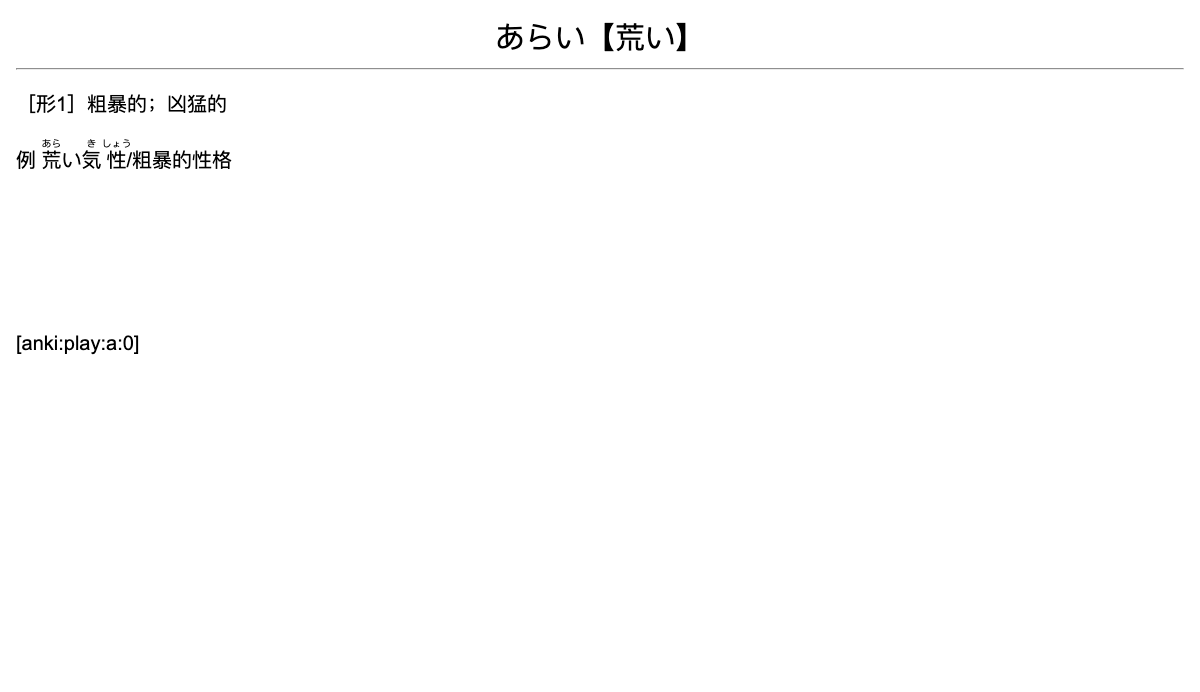 あらい【荒い】
［形1］粗暴的；凶猛的
あら き しょう
例 荒い気 性/粗暴的性格
[anki:play:a:0]